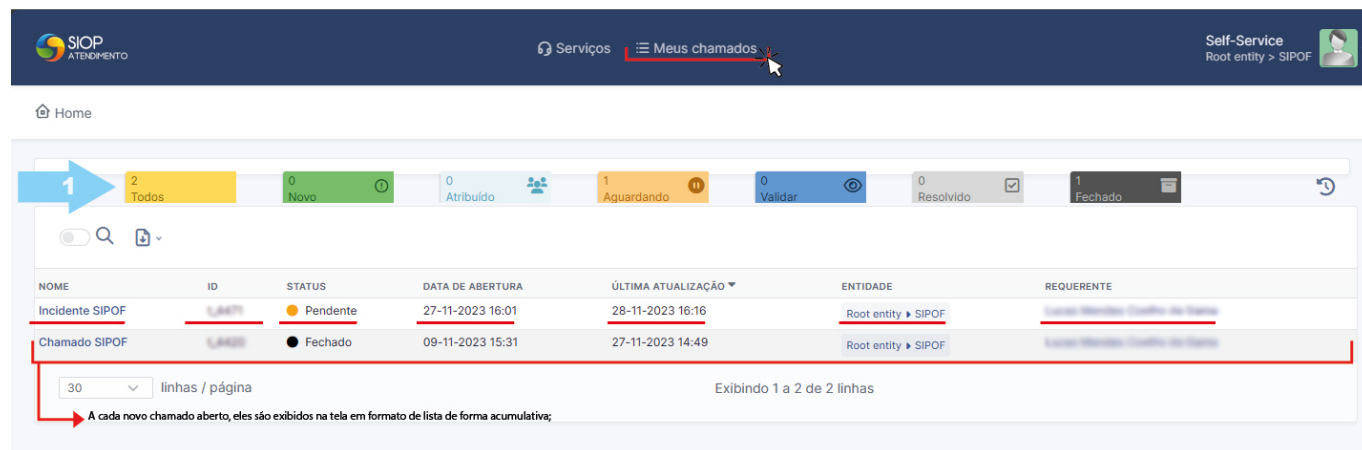 SIOP
ATENDIMENTO
Serviços
Meus chamados
Self-Service
Root entity > SIPOF
Home
1
2
Todos
0
Novo
0
Atribuído
1
Aguardando
0
Validar
0
Resolvido
1
Fechado
NOME ID STATUS DATA DE ABERTURA ÚLTIMA ATUALIZAÇÃO ENTIDADE REQUERENTE
Incidente SIPOF Pendente 27-11-2023 16:01 28-11-2023 16:16 Root entity SIPOF
Chamado SIPOF Fechado 09-11-2023 15:31 27-11-2023 14:49 Root entity SIPOF
30 linhas / página Exibindo 1 a 2 de 2 linhas
A cada novo chamado aberto, eles são exibidos na tela em formato de lista de forma acumulativa;